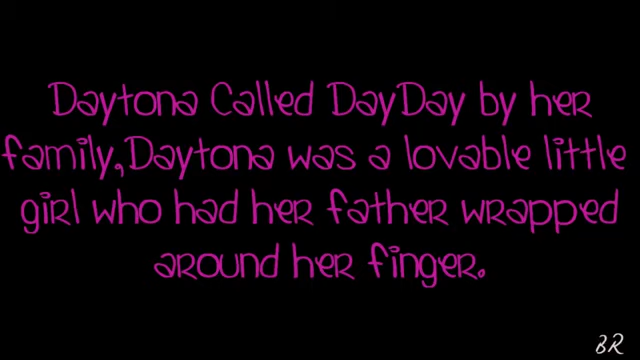 Daytona Called DayDay by her
family,Daytona was a lovable little
girl who had her father wrapped
around her finger.
BR